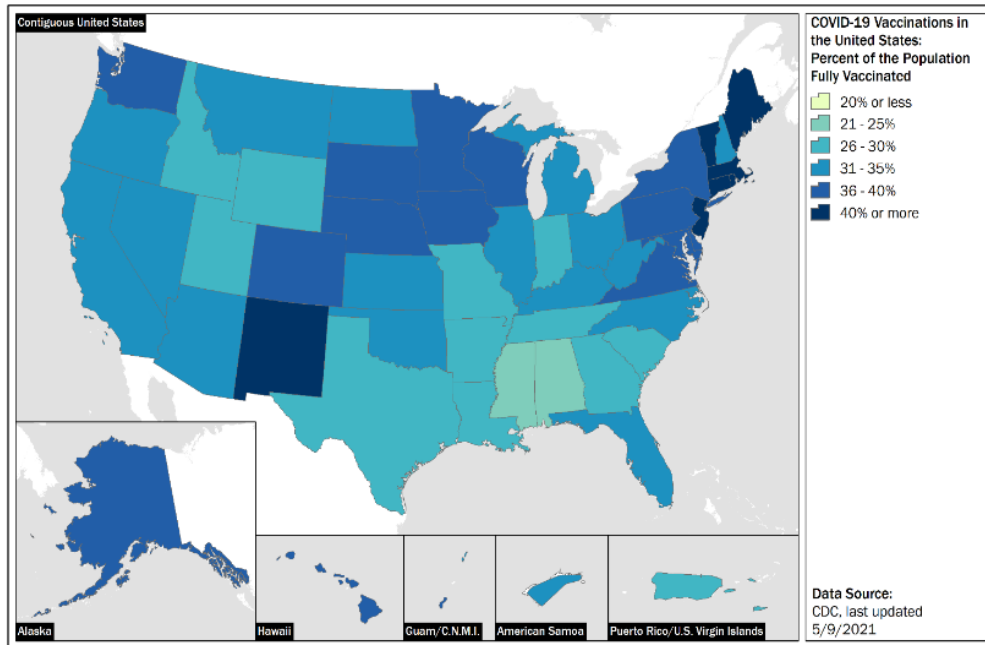 Contiguous United States
COVID-19 Vaccinations in
the United States:
Percent of the Population
Fully Vaccinated
20% or less
21 - 25%
26 - 30%
31 - 35%
36 - 40%
40% or more
Alaska
Hawaii
Guam/C.N.M.I.
American Samoa
Puerto Rico/U.S. Virgin Islands
Data Source:
CDC, last updated
5/9/2021